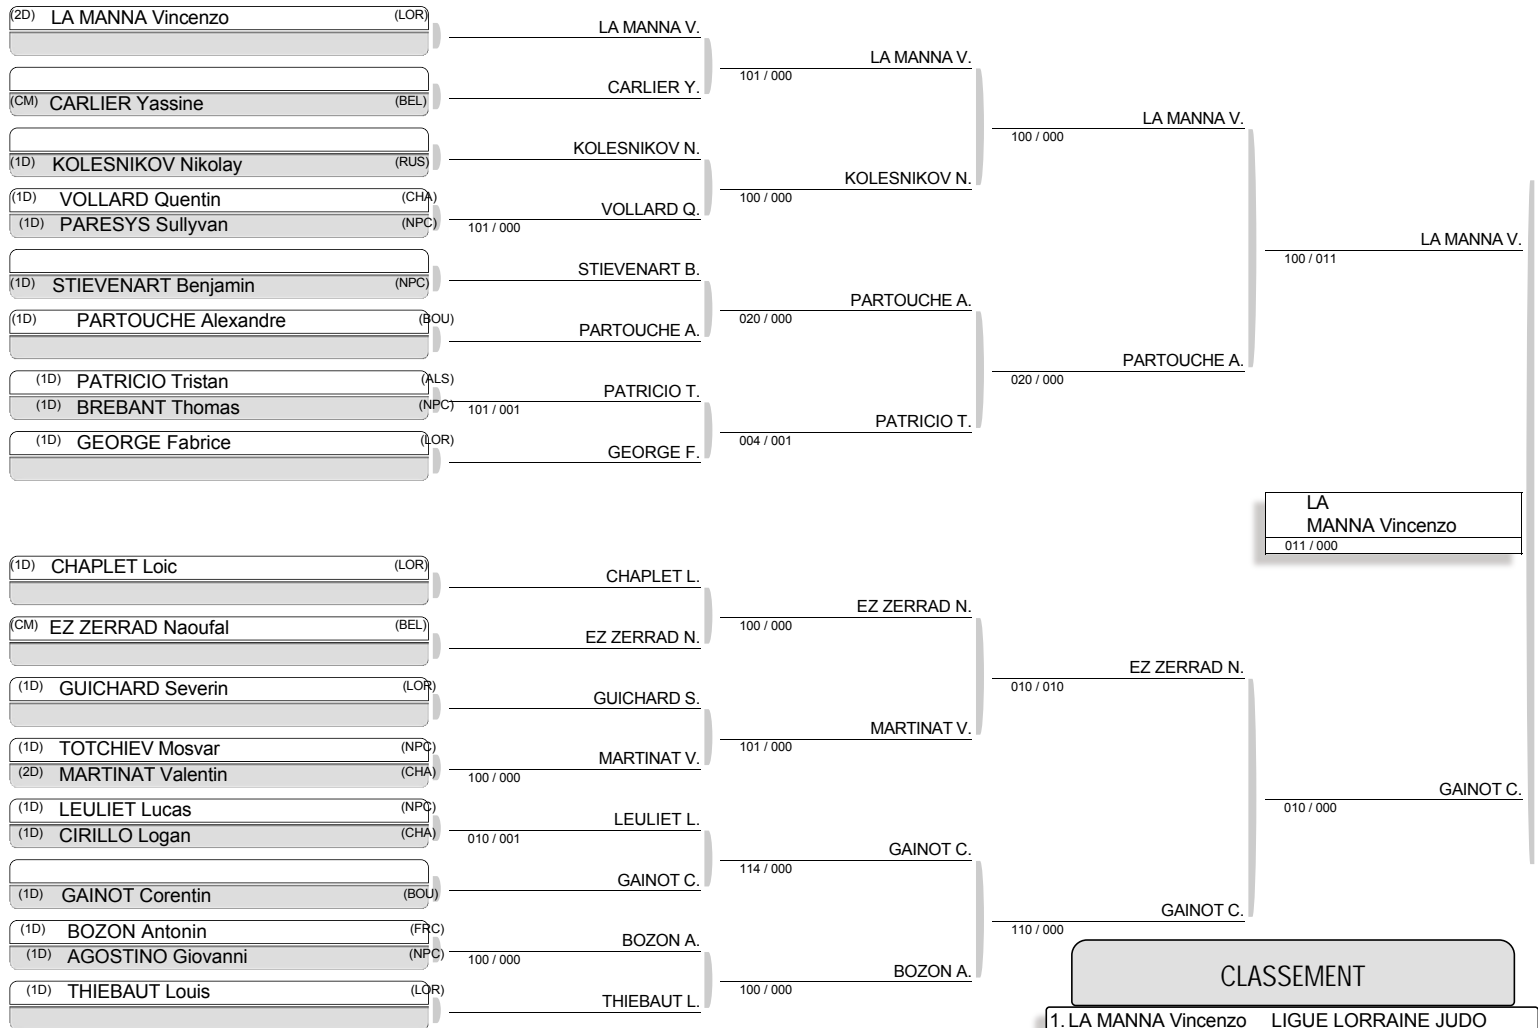 (2D) LA MANNA Vincenzo (LOR)
(CM) CARLIER Yassine (BEL)
(1D) KOLESNIKOV Nikolay (RUS)
(1D) VOLLARD Quentin (CHA)
(1D) PARESYS Sullyvan (NPC)
(1D) STIEVENART Benjamin (NPC)
(1D) PARTOUCHE Alexandre (BOU)
(1D) PATRICIO Tristan (ALS)
(1D) BREBANT Thomas (NPC)
(1D) GEORGE Fabrice (LOR)
(1D) CHAPLET Loic (LOR)
(CM) EZ ZERRAD Naoufal (BEL)
(1D) GUICHARD Severin (LOR)
(1D) TOTCHIEV Mosvar (NPC)
(2D) MARTINAT Valentin (CHA)
(1D) LEULIET Lucas (NPC)
(1D) CIRILLO Logan (CHA)
(1D) GAINOT Corentin (BOU)
(1D) BOZON Antonin (FRC)
(1D) AGOSTINO Giovanni (NPC)
(1D) THIEBAUT Louis (LOR)
LA MANNA V.
CARLIER Y.
KOLESNIKOV N.
VOLLARD Q.
101 / 000
STIEVENART B.
PARTOUCHE A.
PATRICIO T.
101 / 001
GEORGE F.
CHAPLET L.
EZ ZERRAD N.
GUICHARD S.
MARTINAT V.
100 / 000
LEULIET L.
010 / 001
GAINOT C.
BOZON A.
100 / 000
THIEBAUT L.
LA MANNA V.
101 / 000
KOLESNIKOV N.
100 / 000
PARTOUCHE A.
020 / 000
PATRICIO T.
004 / 001
EZ ZERRAD N.
100 / 000
MARTINAT V.
101 / 000
GAINOT C.
114 / 000
BOZON A.
100 / 000
LA MANNA V.
100 / 000
PARTOUCHE A.
020 / 000
EZ ZERRAD N.
010 / 010
GAINOT C.
110 / 000
LA MANNA V.
100 / 011
GAINOT C.
010 / 000
LA
MANNA Vincenzo
011 / 000
CLASSEMENT
1. LA MANNA Vincenzo LIGUE LORRAINE JUDO